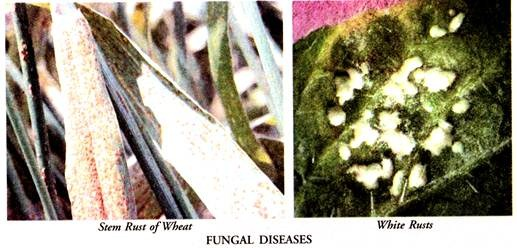 Stem Rust of Wheat
White Rusts
FUNGAL DISEASES